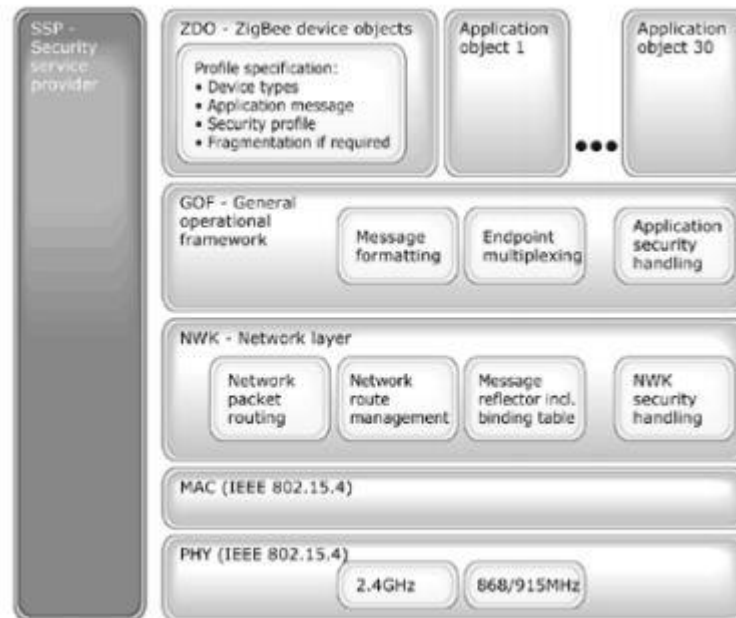 SSP -
Security
service
provider
ZDO - ZigBee device objects
Profile specification:
• Device types
• Application message
• Security profile
• Fragmentation if required
Application
object 1
•••
Application
object 30
GOF - General
operational
framework
Message
formatting
Endpoint
multiplexing
Application
security
handling
NWK - Network layer
Network
packet
routing
Network
route
management
Message
reflector incl.
binding table
NWK
security
handling
MAC (IEEE 802.15.4)
PHY (IEEE 802.15.4)
2.4GHz
868/915MHz